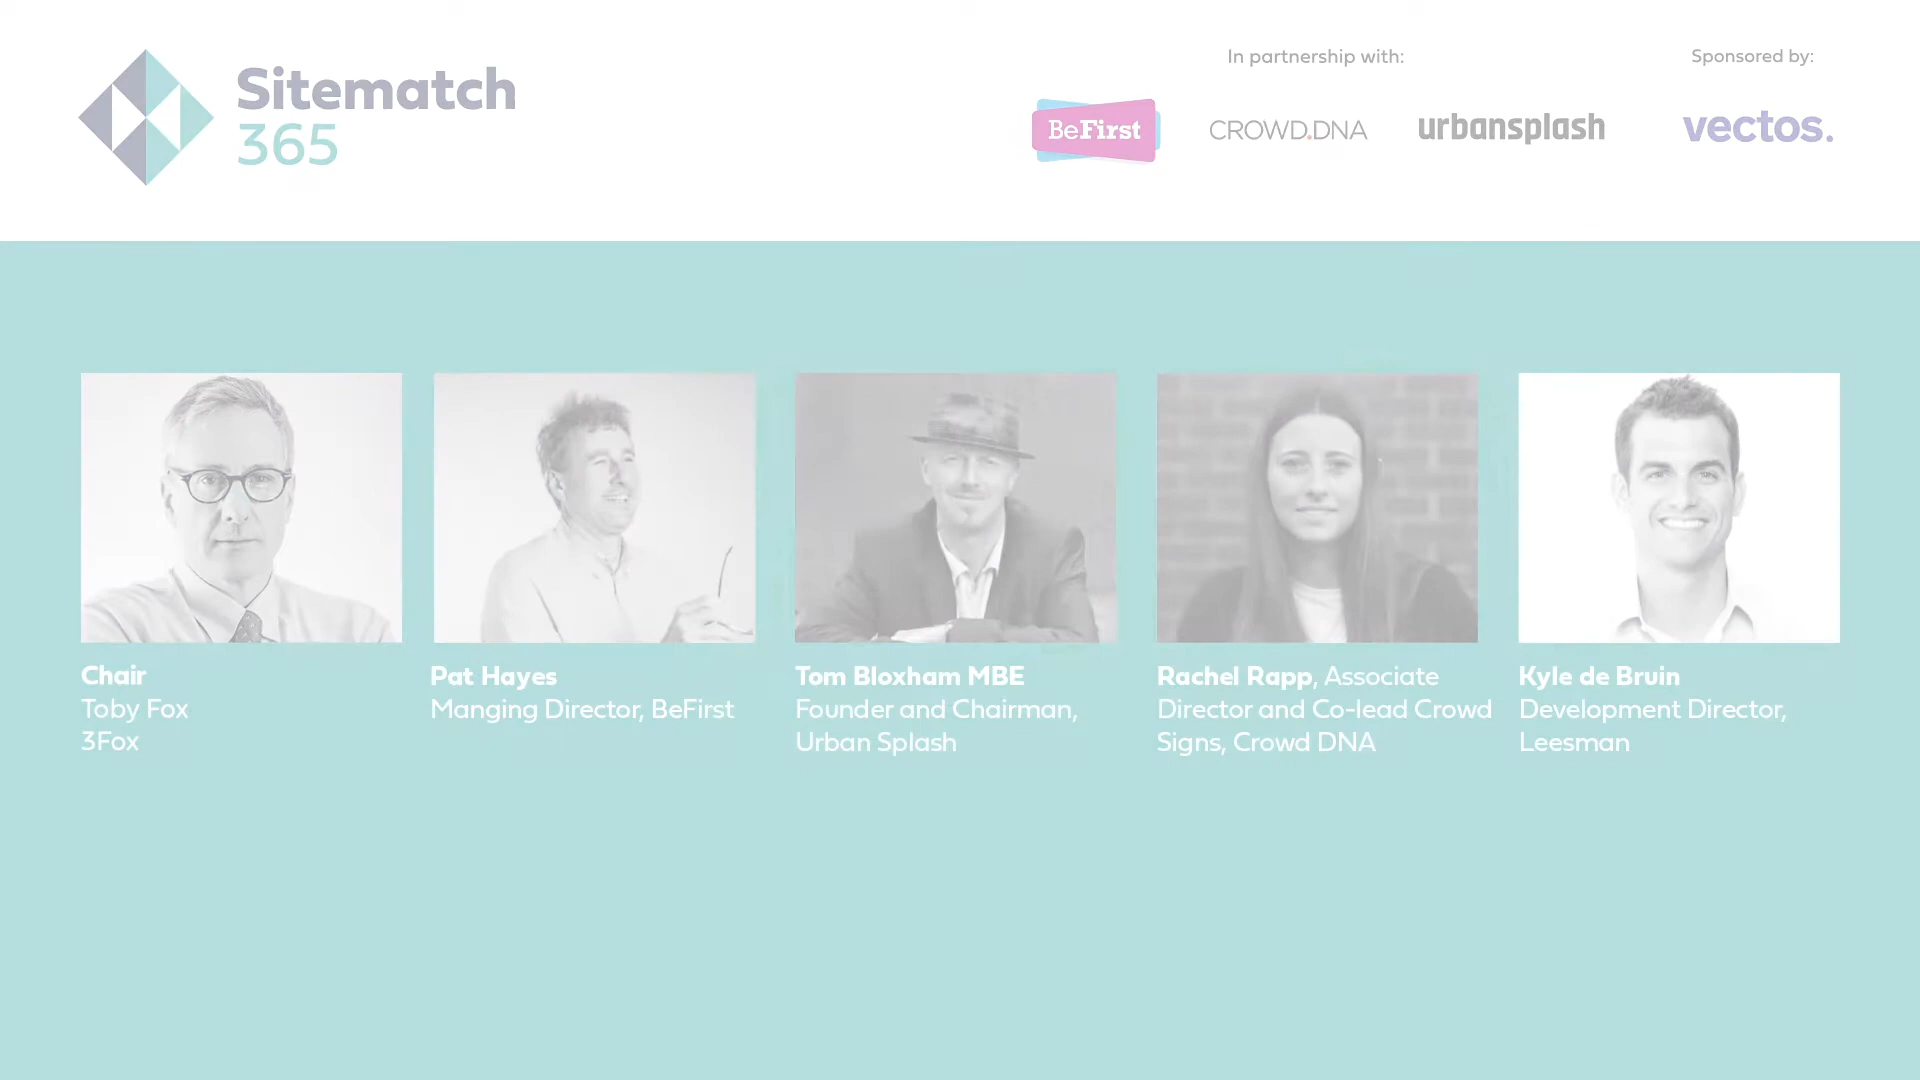 Sitematch
365
In partnership with:
Sponsored by:
BeFirst
CROWD.DNA
urbansplash
vectos.
Chair
Toby Fox
3Fox
Pat Hayes
Manging Director, BeFirst
Tom Bloxham MBE
Founder and Chairman,
Urban Splash
Rachel Rapp, Associate
Director and Co-lead Crowd
Signs, Crowd DNA
Kyle de Bruin
Development Director,
Leesman